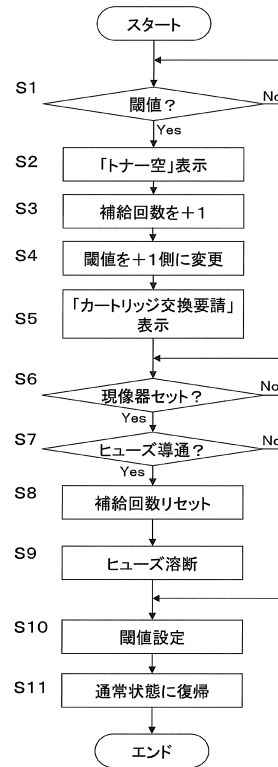 スタート
S1
閾値？
No
Yes
S2
「トナー空」表示
S3
補給回数を＋1
S4
閾値を＋1側に変更
S5
「カートリッジ交換要請」
表示
S6
現像器セット？
No
Yes
S7
ヒューズ導通？
No
Yes
S8
補給回数リセット
S9
ヒューズ溶断
S10
閾値設定
S11
通常状態に復帰
エンド